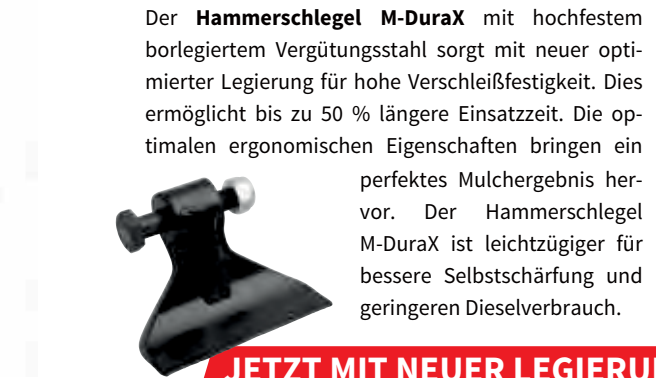 Der Hammerschlegel M-DuraX mit hochfestem
borlegiertem Vergütungsstahl sorgt mit neuer opti-
mierter Legierung für hohe Verschleißfestigkeit. Dies
ermöglicht bis zu 50 % längere Einsatzzeit. Die op-
timalen ergonomischen Eigenschaften bringen ein
perfektes Mulchergebnis her-
vor. Der Hammerschlegel
M-DuraX ist leichtzügiger für
bessere Selbstschärfung und
geringeren Dieselverbrauch.
JETZT MIT NEUER